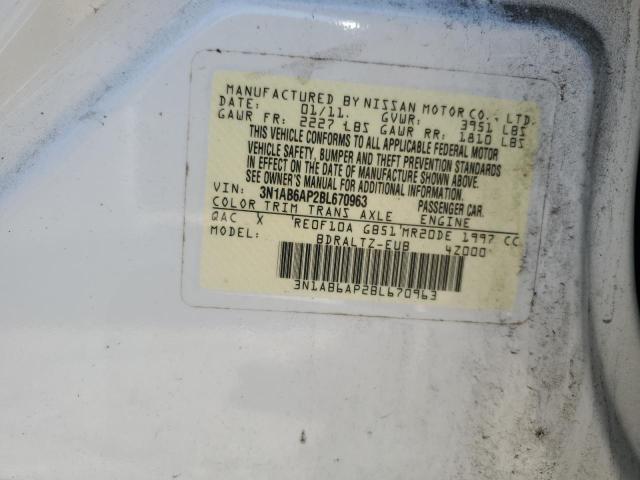 MANUFACTURED BY NISSAN MOTOR CO., LTD.
DATE: 01/11. GVWR: 3951 LBS
GAWR FR: 2227 LBS GAWR RR: 1810 LBS
THIS VEHICLE CONFORMS TO ALL APPLICABLE FEDERAL MOTOR
VEHICLE SAFETY, BUMPER AND THEFT PREVENTION STANDARDS
IN EFFECT ON THE DATE OF MANUFACTURE SHOWN ABOVE.
SEE OWNER'S MANUAL FOR ADDITIONAL INFORMATION.
VIN: 3N1AB6AP2BL670963 PASSENGER CAR.
COLOR TRIM TRANS AXLE ENGINE
QAC X RE0F10A GB51 MR20DE 1997 CC
MODEL: BDRALTZ-EUB 4Z000
3N1AB6AP2BL670963